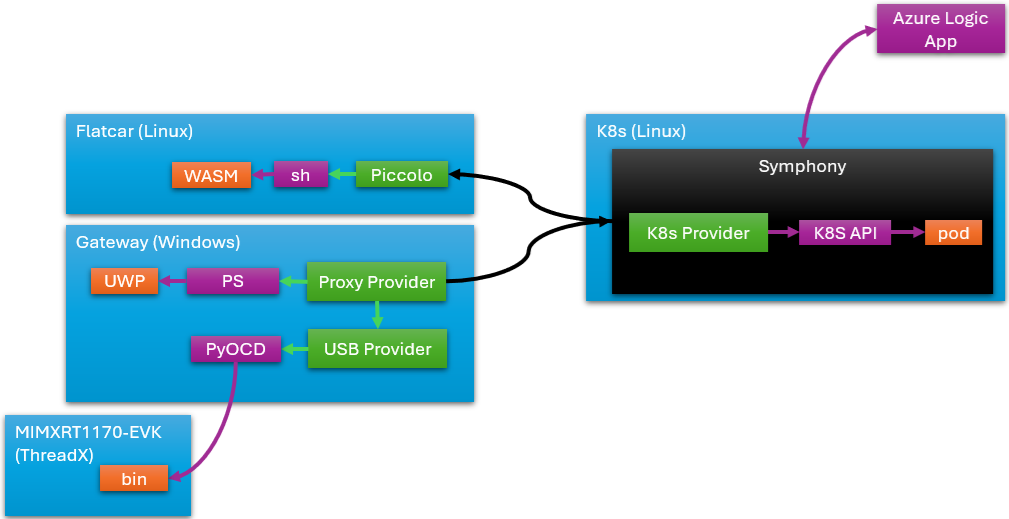 Azure Logic
App
Flatcar (Linux)
WASM
sh
Piccolo
K8s (Linux)
Symphony
K8s Provider
K8S API
pod
Gateway (Windows)
UWP
PS
Proxy Provider
PyOCD
USB Provider
MIMXRT1170-EVK
(ThreadX)
bin